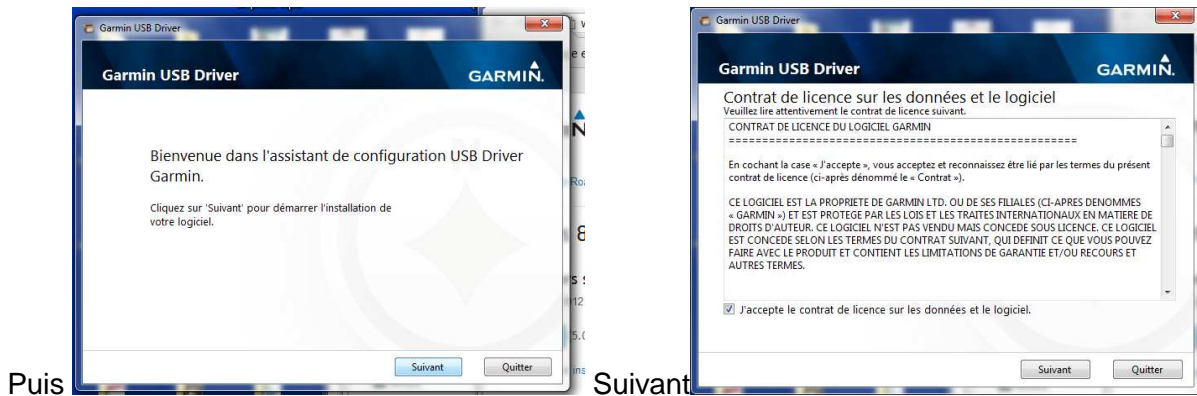 Garmin USB Driver
Garmin USB Driver
GARMIN.
Bienvenue dans l'assistant de configuration USB Driver
Garmin.
Cliquez sur 'Suivant' pour démarrer l'installation de
votre logiciel.
Suivant
Quitter
Puis
Suivant
Garmin USB Driver
Garmin USB Driver
GARMIN.
Contrat de licence sur les données et le logiciel
Veuillez lire attentivement le contrat de licence suivant.
CONTRAT DE LICENCE DU LOGICIEL GARMIN
====================================================
En cochant la case « J'accepte », vous acceptez et reconnaissez être lié par les termes du présent
contrat de licence (ci-après dénommé le « Contrat »).
CE LOGICIEL EST LA PROPRIETE DE GARMIN LTD. OU DE SES FILIALES (CI-APRES DENOMMES
« GARMIN ») ET EST PROTEGE PAR LES LOIS ET LES TRAITES INTERNATIONAUX EN MATIERE DE
DROITS D'AUTEUR. CE LOGICIEL N'EST PAS VENDU MAIS CONCEDE SOUS LICENCE. CE LOGICIEL
EST CONCEDE SELON LES TERMES DU CONTRAT SUIVANT, QUI DEFINIT CE QUE VOUS POUVEZ
FAIRE AVEC LE PRODUIT ET CONTIENT LES LIMITATIONS DE GARANTIE ET/OU RECOURS ET
AUTRES TERMES.
J'accepte le contrat de licence sur les données et le logiciel.
Suivant
Quitter